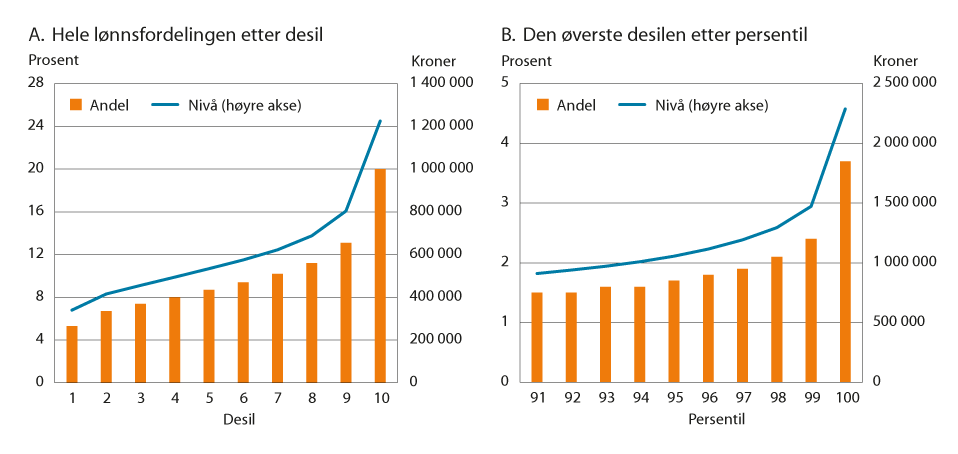 A. Hele lønnsfordelingen etter desil
Prosent
Kroner
28
24
20
16
12
8
4
0
1 400 000
1 200 000
1 000 000
800 000
600 000
400 000
200 000
0
Andel
Nivå (høyre akse)
1 2 3 4 5 6 7 8 9 10
Desil
B. Den øverste desilen etter persentil
Prosent
Kroner
5
4
3
2
1
0
2 500 000
2 000 000
1 500 000
1 000 000
500 000
0
Andel
Nivå (høyre akse)
91 92 93 94 95 96 97 98 99 100
Persentil